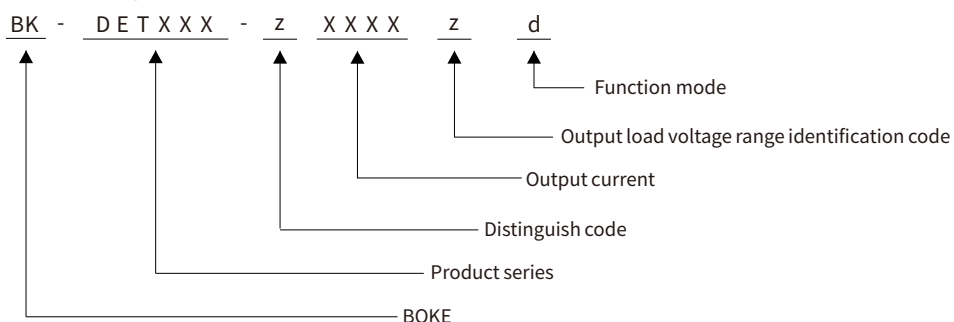 BK - DETXXX - z XXXX z d
Function mode
Output load voltage range identification code
Output current
Distinguish code
Product series
BOKE